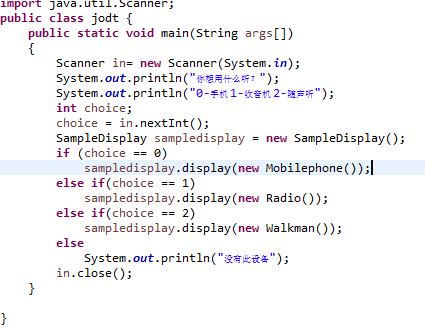 import java.util.Scanner;
public class jodt {
    public static void main(String args[])
    {
        Scanner in= new Scanner(System.in);
        System.out.println("你想用什么听？");
        System.out.println("0-手机1-收音机2-随声听");
        int choice;
        choice = in.nextInt();
        SampleDisplay sampledisplay = new SampleDisplay();
        if (choice == 0)
            sampledisplay.display(new Mobilephone());
        else if(choice == 1)
            sampledisplay.display(new Radio());
        else if(choice == 2)
            sampledisplay.display(new Walkman());
        else
            System.out.println("没有此设备");
        in.close();
    }
}